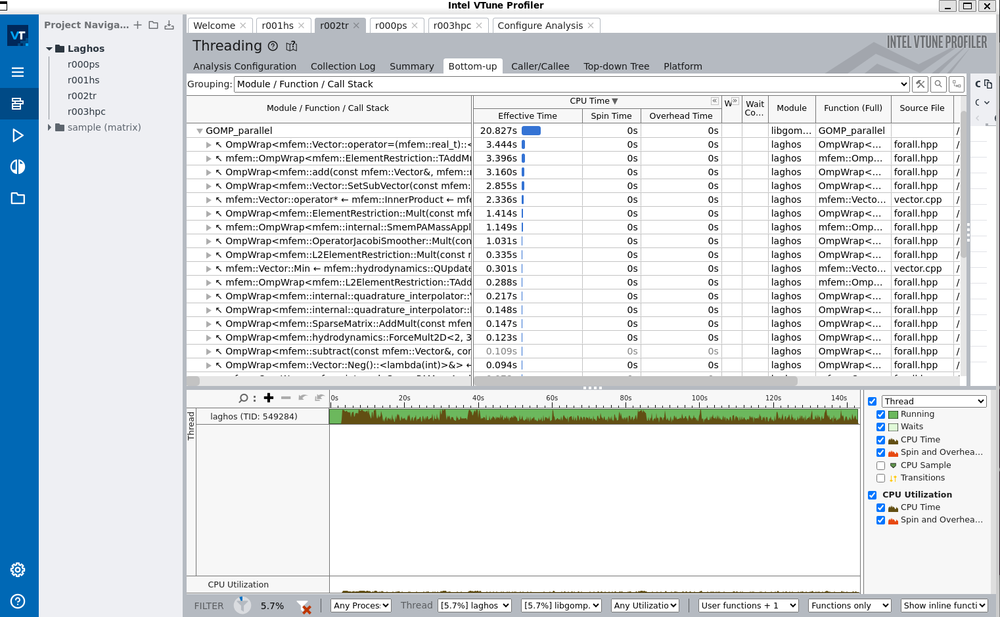 Intel VTune Profiler
VT
Project Naviga...
Laghos
r000ps
r001hs
r002tr
r003hpc
sample (matrix)
Welcome
r001hs
r002tr
r000ps
r003hpc
Configure Analysis
Threading
INTEL VTUNE PROFILER
Analysis Configuration
Collection Log
Summary
Bottom-up
Caller/Callee
Top-down Tree
Platform
Grouping: Module / Function / Call Stack
Module / Function / Call Stack
CPU Time
Effective Time
Spin Time
Overhead Time
Wait Co...
Module
Function (Full)
Source File
GOMP_parallel 20.827s 0s 0s libgom... GOMP_parallel /
OmpWrap<mfem::Vector::operator=(mfem::real_t)::< 3.444s 0s 0s laghos OmpWrap<... forall.hpp /
mfem::OmpWrap<mfem::ElementRestriction::TAddMu 3.396s 0s 0s laghos mfem::Omp... forall.hpp /
OmpWrap<mfem::add(const mfem::Vector&, mfem:: 3.160s 0s 0s laghos OmpWrap<... forall.hpp /
OmpWrap<mfem::Vector::SetSubVector(const mfem: 2.855s 0s 0s laghos OmpWrap<... forall.hpp /
mfem::Vector::operator* ← mfem::InnerProduct ← mfe 2.336s 0s 0s laghos mfem::Vecto... vector.cpp /
OmpWrap<mfem::ElementRestriction::Mult(const mfe 1.414s 0s 0s laghos OmpWrap<... forall.hpp /
mfem::OmpWrap<mfem::internal::SmemPAMassAppl 1.149s 0s 0s laghos mfem::Omp... forall.hpp /
OmpWrap<mfem::OperatorJacobiSmoother::Mult(con 1.031s 0s 0s laghos OmpWrap<... forall.hpp /
OmpWrap<mfem::L2ElementRestriction::Mult(const r 0.335s 0s 0s laghos OmpWrap<... forall.hpp /
mfem::Vector::Min ← mfem::hydrodynamics::QUpdate 0.301s 0s 0s laghos mfem::Vecto... vector.cpp /
mfem::OmpWrap<mfem::L2ElementRestriction::TAdd 0.288s 0s 0s laghos mfem::Omp... forall.hpp /
OmpWrap<mfem::internal::quadrature_interpolator:: 0.217s 0s 0s laghos OmpWrap<... forall.hpp /
OmpWrap<mfem::internal::quadrature_interpolator:: 0.148s 0s 0s laghos OmpWrap<... forall.hpp /
OmpWrap<mfem::SparseMatrix::AddMult(const mfem 0.147s 0s 0s laghos OmpWrap<... forall.hpp /
OmpWrap<mfem::hydrodynamics::ForceMult2D<2, 3 0.123s 0s 0s laghos OmpWrap<... forall.hpp /
OmpWrap<mfem::subtract(const mfem::Vector&, cor 0.109s 0s 0s laghos OmpWrap<... forall.hpp /
OmpWrap<mfem::Vector::Neg()::<lambda(int)>&> ← 0.094s 0s 0s laghos OmpWrap<... forall.hpp /
0s 20s 40s 60s 80s 100s 120s 140s
Thread
laghos (TID: 549284)
CPU Utilization
Thread
Running
Waits
CPU Time
Spin and Overhea...
CPU Sample
Transitions
CPU Utilization
CPU Time
Spin and Overhea...
FILTER 5.7% Any Proces Thread [5.7%] laghos [5.7%] libgomp. Any Utilizatio User functions + 1 Functions only Show inline functi